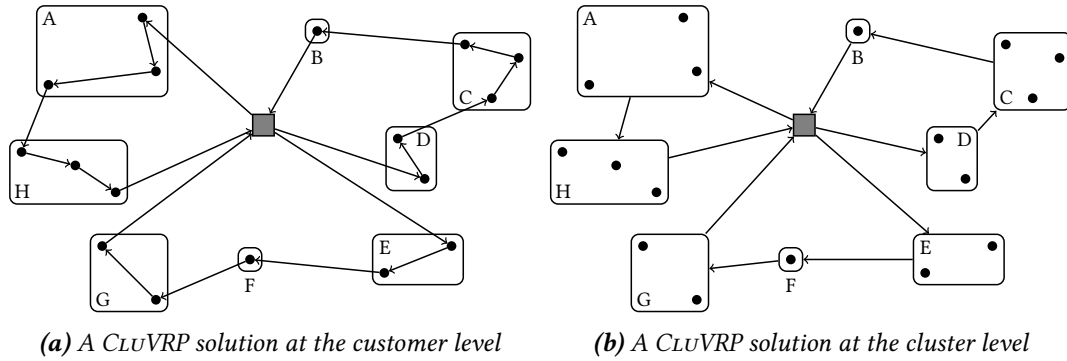 A
B
C
D
H
E
F
G
A
B
C
D
H
E
F
G
(a) A CLUVRP solution at the customer level
(b) A CLUVRP solution at the cluster level